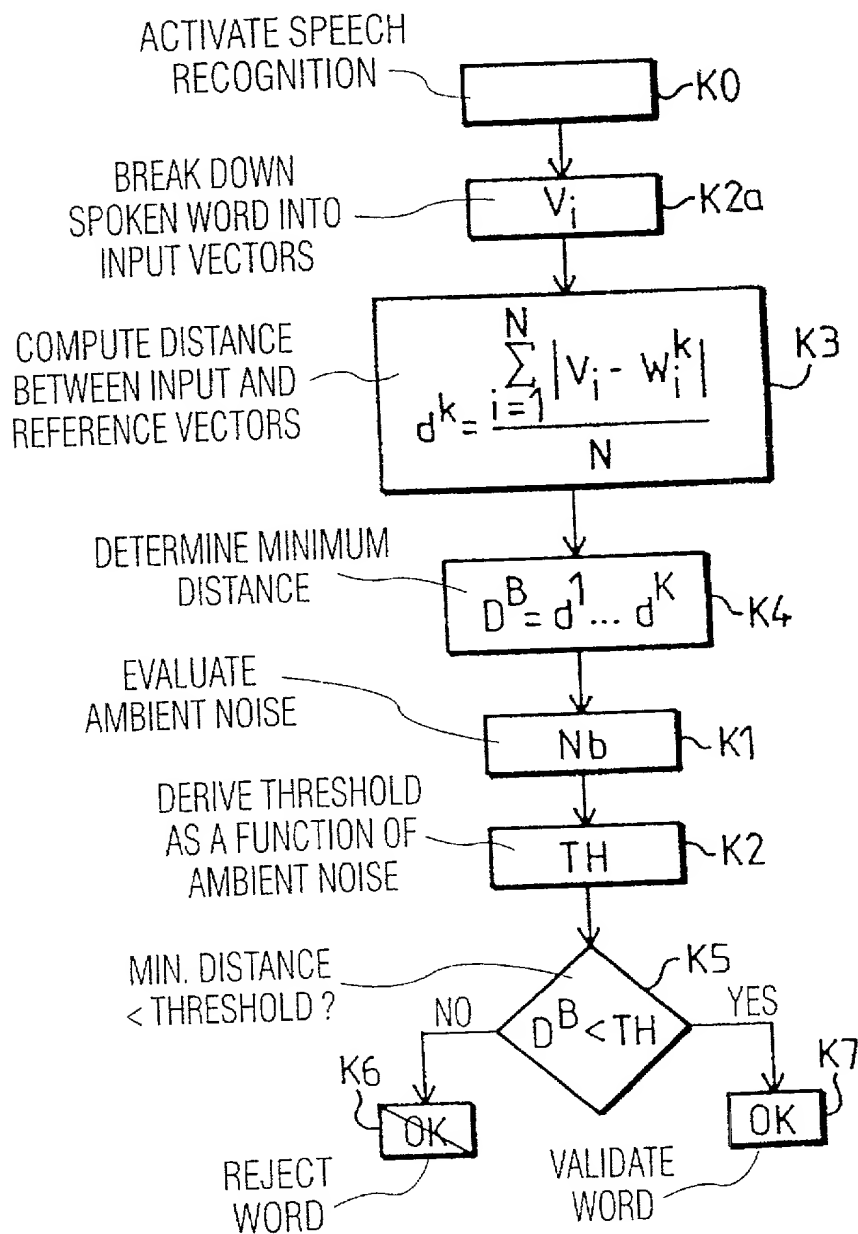 ACTIVATE SPEECH
RECOGNITION
K0
BREAK DOWN
SPOKEN WORD INTO
INPUT VECTORS
Vi
K2a
COMPUTE DISTANCE
BETWEEN INPUT AND
REFERENCE VECTORS
d^k = \frac{\sum_{i=1}^{N} |V_i - W_i^k|}{N}
K3
DETERMINE MINIMUM
DISTANCE
D^B = d^1 ... d^K
K4
EVALUATE
AMBIENT NOISE
Nb
K1
DERIVE THRESHOLD
AS A FUNCTION OF
AMBIENT NOISE
TH
K2
MIN. DISTANCE
< THRESHOLD ?
K5
D^B < TH
NO
YES
K6
OK
REJECT
WORD
K7
OK
VALIDATE
WORD